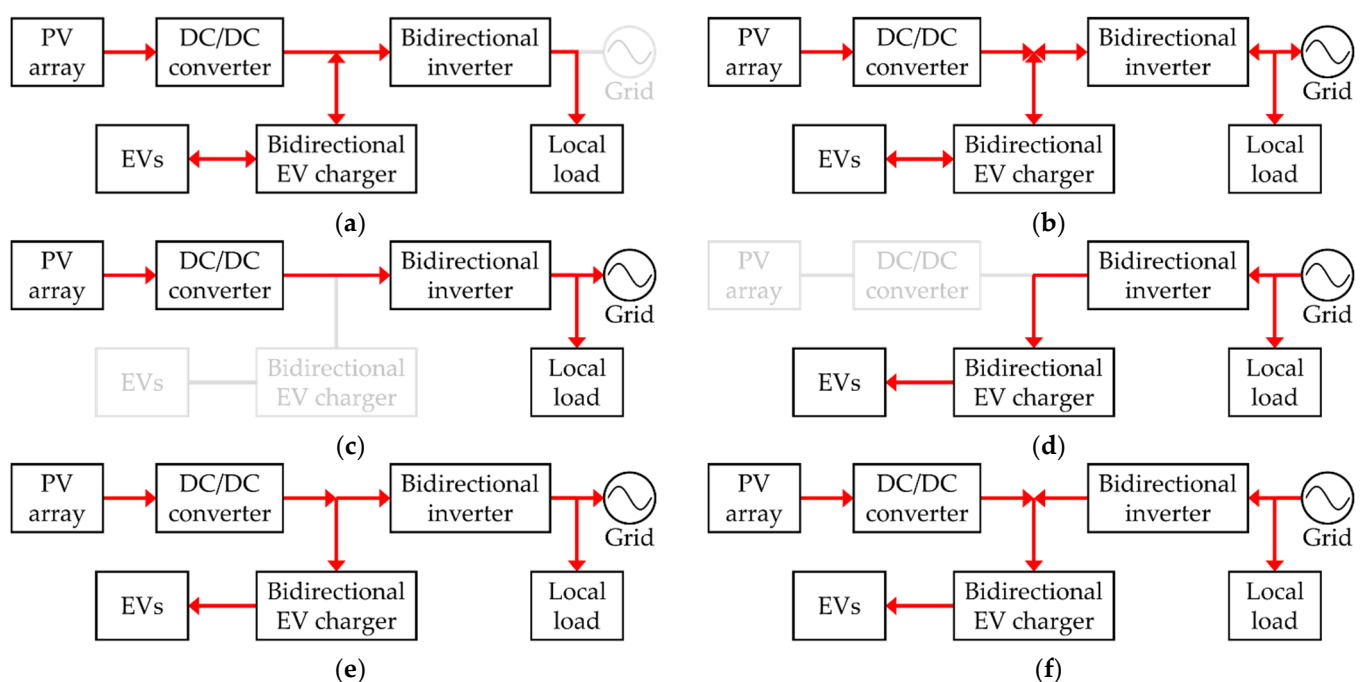 PV
array
DC/DC
converter
Bidirectional
inverter
Grid
EVs
Bidirectional
EV charger
Local
load
(a)
PV
array
DC/DC
converter
Bidirectional
inverter
Grid
EVs
Bidirectional
EV charger
Local
load
(b)
PV
array
DC/DC
converter
Bidirectional
inverter
Grid
EVs
Bidirectional
EV charger
Local
load
(c)
PV
array
DC/DC
converter
Bidirectional
inverter
Grid
EVs
Bidirectional
EV charger
Local
load
(d)
PV
array
DC/DC
converter
Bidirectional
inverter
Grid
EVs
Bidirectional
EV charger
Local
load
(e)
PV
array
DC/DC
converter
Bidirectional
inverter
Grid
EVs
Bidirectional
EV charger
Local
load
(f)